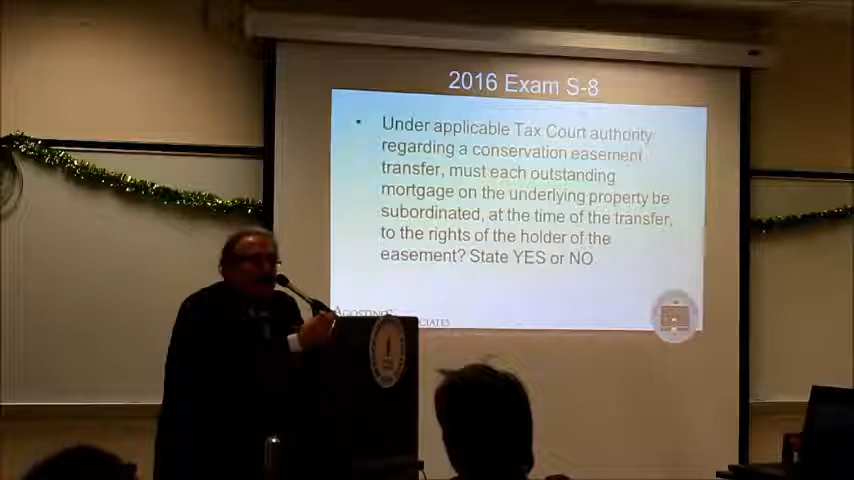 2016 Exam S-8
• Under applicable Tax Court authority
regarding a conservation easement
transfer, must each outstanding
mortgage on the underlying property be
subordinated, at the time of the transfer,
to the rights of the holder of the
easement? State YES or NO.
AGOSTINO
CIATES